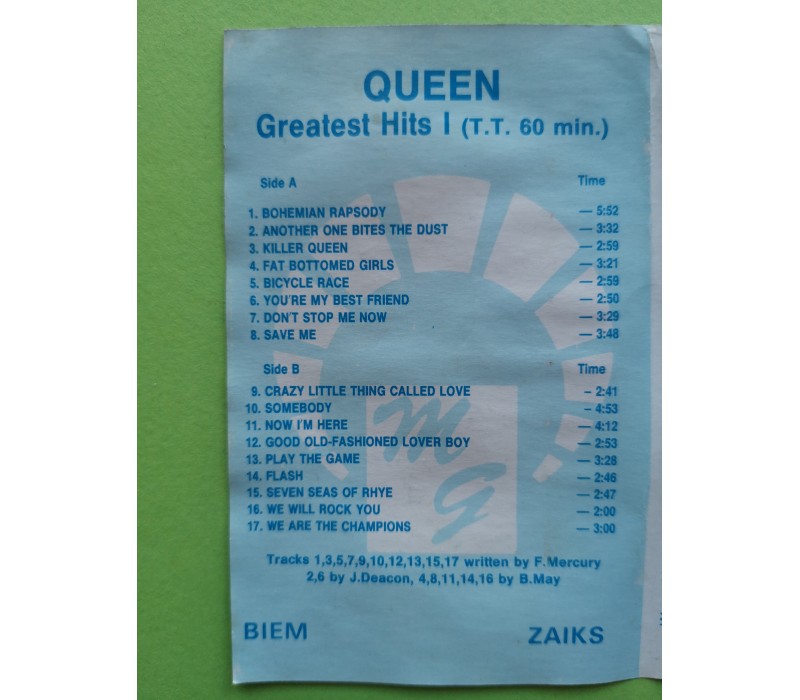 QUEEN
Greatest Hits I (T.T. 60 min.)
Side A Time
1. BOHEMIAN RAPSODY — 5:52
2. ANOTHER ONE BITES THE DUST — 3:32
3. KILLER QUEEN — 2:59
4. FAT BOTTOMED GIRLS — 3:21
5. BICYCLE RACE — 2:59
6. YOU'RE MY BEST FRIEND — 2:50
7. DON'T STOP ME NOW — 3:29
8. SAVE ME — 3:48
Side B Time
9. CRAZY LITTLE THING CALLED LOVE – 2:41
10. SOMEBODY – 4:53
11. NOW I'M HERE — 4:12
12. GOOD OLD-FASHIONED LOVER BOY — 2:53
13. PLAY THE GAME — 3:28
14. FLASH — 2:46
15. SEVEN SEAS OF RHYE — 2:47
16. WE WILL ROCK YOU — 2:00
17. WE ARE THE CHAMPIONS — 3:00
MG
Tracks 1,3,5,7,9,10,12,13,15,17 written by F.Mercury
2,6 by J.Deacon, 4,8,11,14,16 by B.May
BIEM ZAIKS